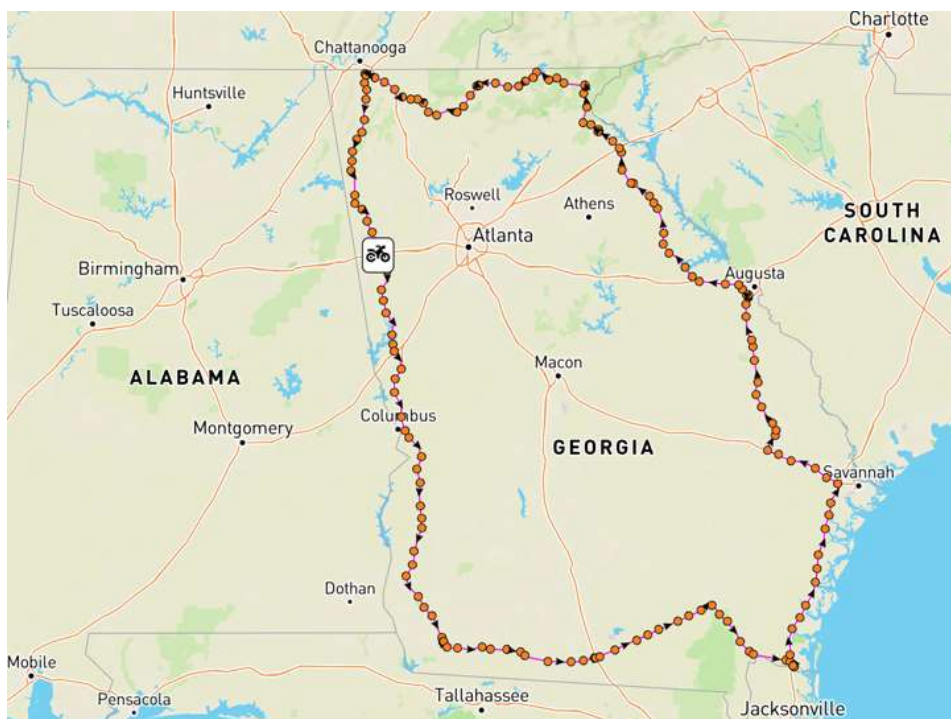 Charlotte
Chattanooga
Huntsville
Roswell
Athens
SOUTH
CAROLINA
Atlanta
Birmingham
Augusta
Tuscaloosa
Macon
ALABAMA
Columbus
Montgomery
GEORGIA
Savannah
Dothan
Mobile
Tallahassee
Pensacola
Jacksonville